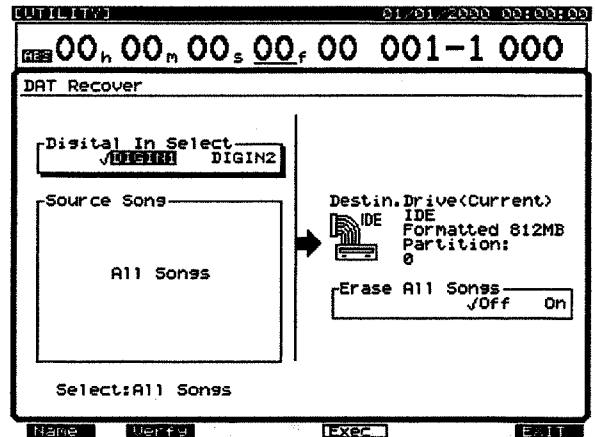 [UTILITY] 01/01/2000 00:00:00
00h 00m 00s 00f 00 001-1 000
DAT Recover
Digital In Select
√DIGIN1 DIGIN2
Source Song
All Songs
Select:All Songs
Destin.Drive(Current)
IDE IDE
Formatted 812MB
Partition:
0
Erase All Songs
√Off On
Name Verfy Exec EXIT